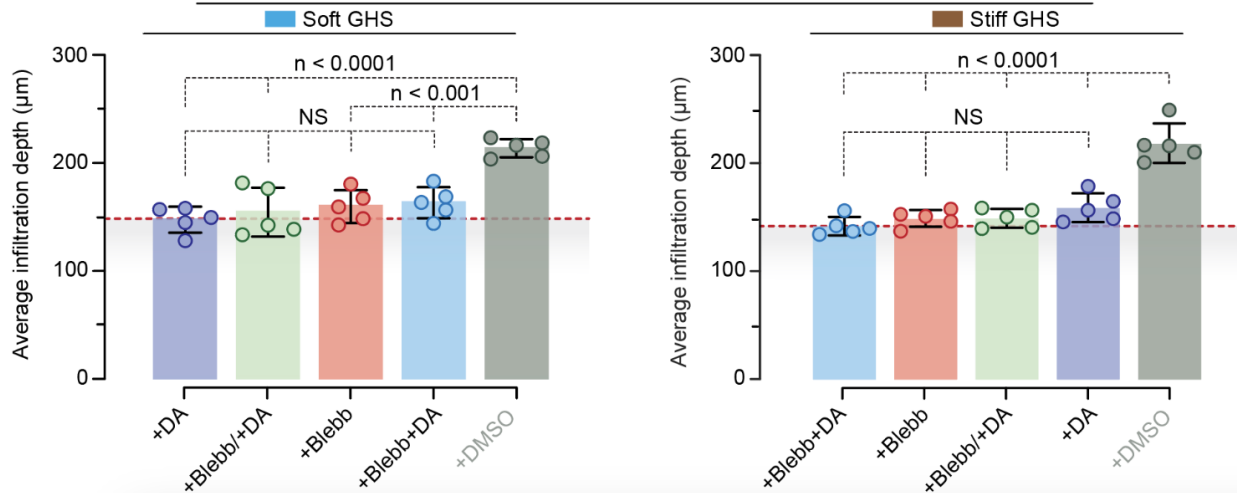 Soft GHS
Stiff GHS
Average infiltration depth (µm)
300
200
100
0
n < 0.0001
n < 0.001
NS
+DA
+Blebb/+DA
+Blebb
+Blebb+DA
+DMSO
Average infiltration depth (µm)
300
200
100
0
n < 0.0001
NS
+Blebb+DA
+Blebb
+Blebb/+DA
+DA
+DMSO